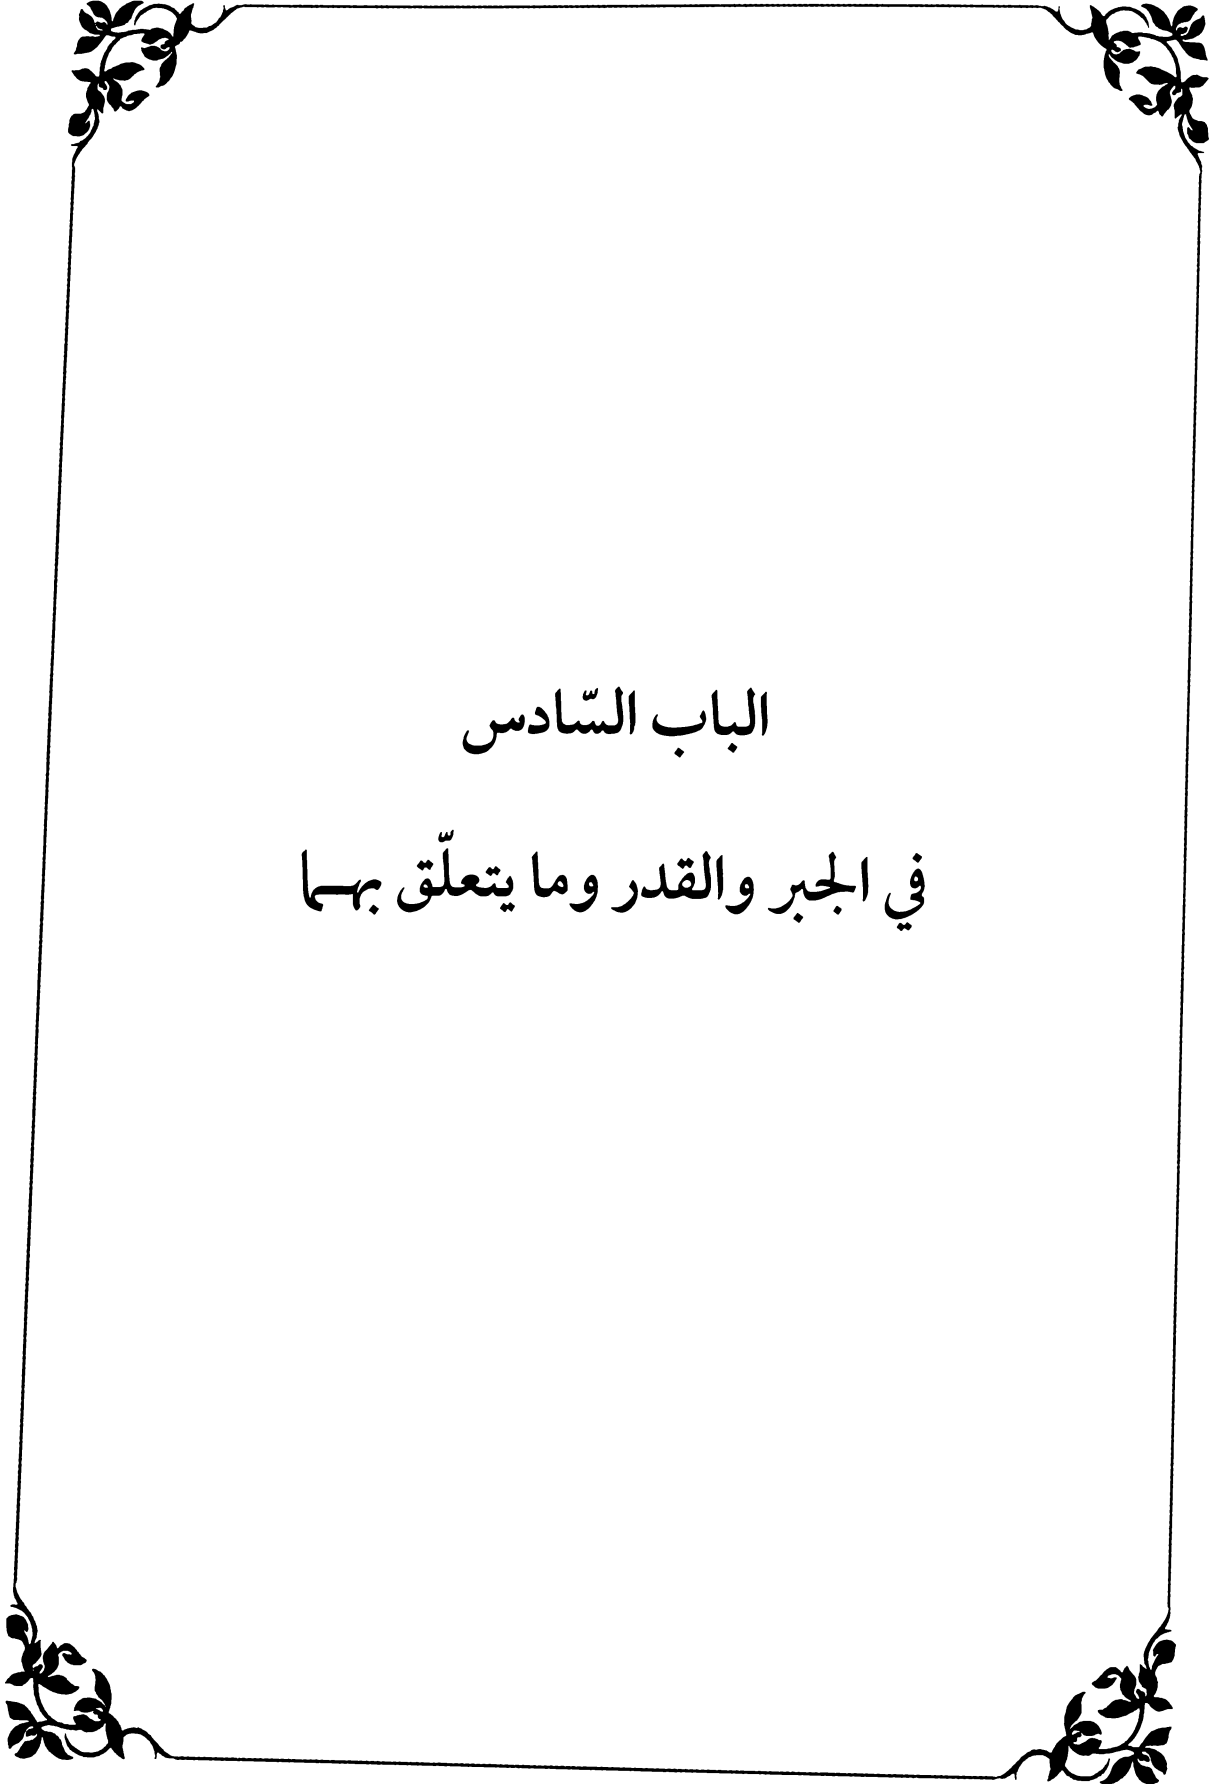 الباب السّادس
في الجبر والقدر وما يتعلّق بهما